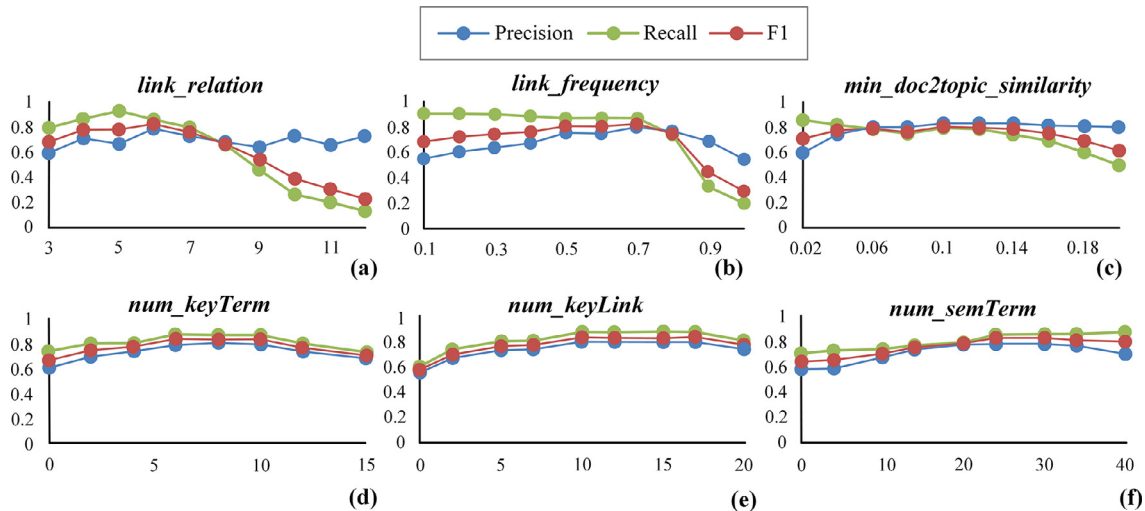 Precision Recall F1
link_relation link_frequency min_doc2topic_similarity
1 1 1
0.8 0.8 0.8
0.6 0.6 0.6
0.4 0.4 0.4
0.2 0.2 0.2
0 0 0
3 5 7 9 11 0.1 0.3 0.5 0.7 0.9 0.02 0.06 0.1 0.14 0.18
(a) (b) (c)
num_keyTerm num_keyLink num_semTerm
1 1 1
0.8 0.8 0.8
0.6 0.6 0.6
0.4 0.4 0.4
0.2 0.2 0.2
0 0 0
0 5 10 15 0 5 10 15 20 0 10 20 30 40
(d) (e) (f)